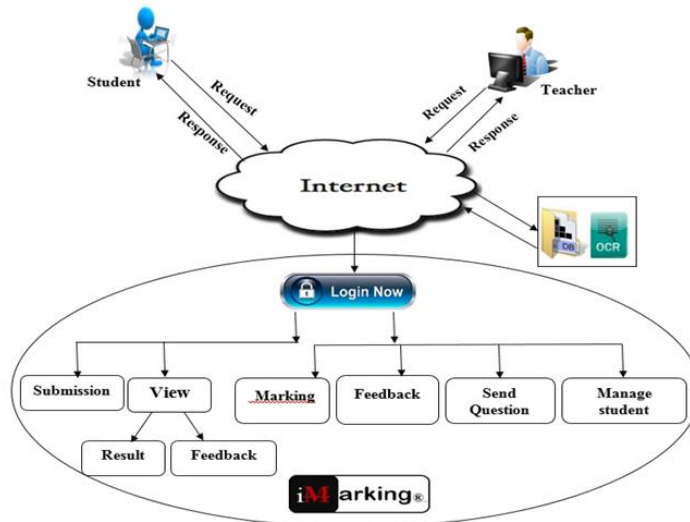 Student
Request
Response
Teacher
Request
Response
Internet
DB
OCR
Login Now
Submission
View
Marking
Feedback
Send
Question
Manage
student
Result
Feedback
iMarking®